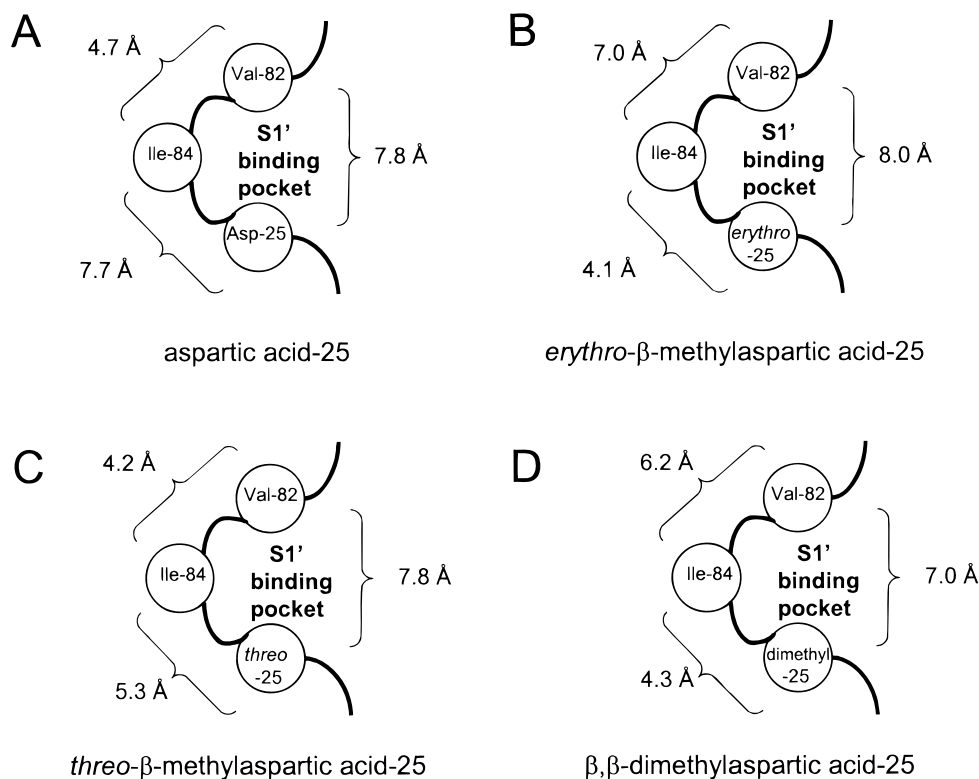 A
4.7 Å
Val-82
Ile-84
S1’
binding
pocket
7.8 Å
Asp-25
7.7 Å
aspartic acid-25
B
7.0 Å
Val-82
Ile-84
S1’
binding
pocket
8.0 Å
erythro
-25
4.1 Å
erythro-β-methylaspartic acid-25
C
4.2 Å
Val-82
Ile-84
S1’
binding
pocket
7.8 Å
threo
-25
5.3 Å
threo-β-methylaspartic acid-25
D
6.2 Å
Val-82
Ile-84
S1’
binding
pocket
7.0 Å
dimethyl
-25
4.3 Å
β,β-dimethylaspartic acid-25